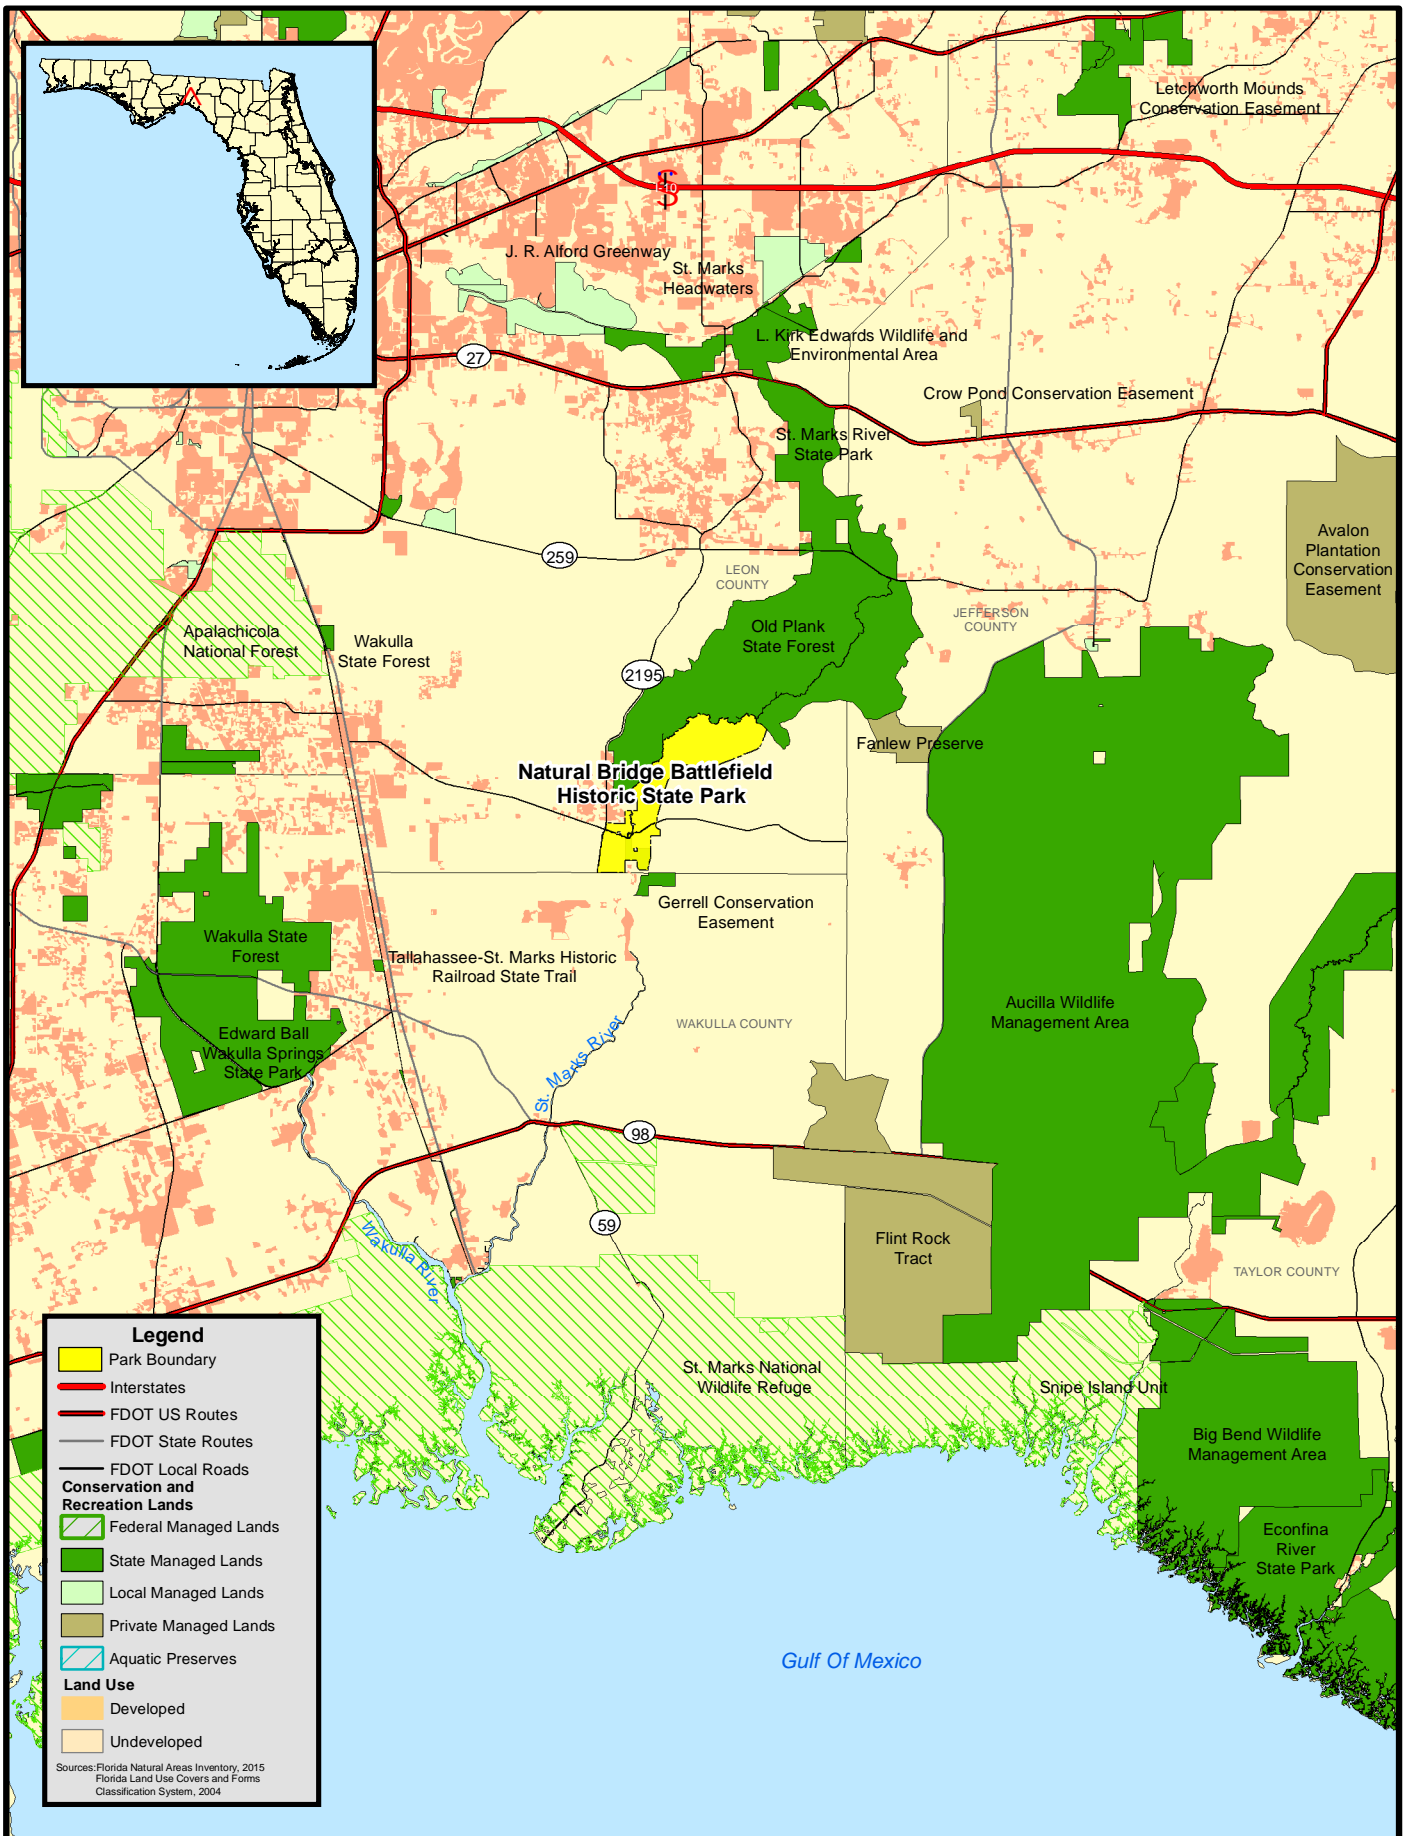 Letchworth Mounds
Conservation Easement
J. R. Alford Greenway
St. Marks
Headwaters
L. Kirk Edwards Wildlife and
Environmental Area
27
Crow Pond Conservation Easement
St. Marks River
State Park
Avalon
Plantation
Conservation
Easement
259
LEON
COUNTY
JEFFERSON
COUNTY
Apalachicola
National Forest
Wakulla
State Forest
Old Plank
State Forest
2195
Fanlew Preserve
Natural Bridge Battlefield
Historic State Park
Gerrell Conservation
Easement
Wakulla State
Forest
Tallahassee-St. Marks Historic
Railroad State Trail
Aucilla Wildlife
Management Area
WAKULLA COUNTY
Edward Ball
Wakulla Springs
State Park
St. Marks River
98
59
Wakulla River
Flint Rock
Tract
TAYLOR COUNTY
St. Marks National
Wildlife Refuge
Snipe Island Unit
Big Bend Wildlife
Management Area
Econfina
River
State Park
Gulf Of Mexico
Legend
Park Boundary
Interstates
FDOT US Routes
FDOT State Routes
FDOT Local Roads
Conservation and
Recreation Lands
Federal Managed Lands
State Managed Lands
Local Managed Lands
Private Managed Lands
Aquatic Preserves
Land Use
Developed
Undeveloped
Sources:Florida Natural Areas Inventory, 2015
Florida Land Use Covers and Forms
Classification System, 2004